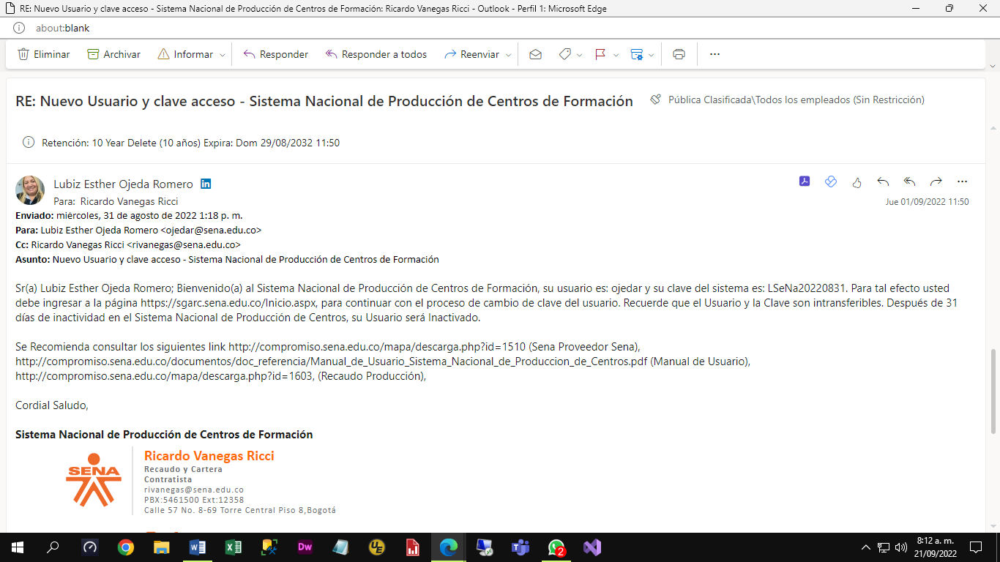 RE: Nuevo Usuario y clave acceso - Sistema Nacional de Producción de Centros de Formación: Ricardo Vanegas Ricci - Outlook - Perfil 1: Microsoft Edge
about:blank
Eliminar Archivar Informar Responder Responder a todos Reenviar
RE: Nuevo Usuario y clave acceso - Sistema Nacional de Producción de Centros de Formación Pública Clasificada\Todos los empleados (Sin Restricción)
Retención: 10 Year Delete (10 años) Expira: Dom 29/08/2032 11:50
Lubiz Esther Ojeda Romero in
Para: Ricardo Vanegas Ricci Jue 01/09/2022 11:50
Enviado: miércoles, 31 de agosto de 2022 1:18 p. m.
Para: Lubiz Esther Ojeda Romero <ojedar@sena.edu.co>
Cc: Ricardo Vanegas Ricci <rivanegas@sena.edu.co>
Asunto: Nuevo Usuario y clave acceso - Sistema Nacional de Producción de Centros de Formación
Sr(a) Lubiz Esther Ojeda Romero; Bienvenido(a) al Sistema Nacional de Producción de Centros de Formación, su usuario es: ojedar y su clave del sistema es: LSeNa20220831. Para tal efecto usted
debe ingresar a la página https://sgarc.sena.edu.co/Inicio.aspx, para continuar con el proceso de cambio de clave del usuario. Recuerde que el Usuario y la Clave son intransferibles. Después de 31
días de inactividad en el Sistema Nacional de Producción de Centros, su Usuario será Inactivado.
Se Recomienda consultar los siguientes link http://compromiso.sena.edu.co/mapa/descarga.php?id=1510 (Sena Proveedor Sena),
http://compromiso.sena.edu.co/documentos/doc_referencia/Manual_de_Usuario_Sistema_Nacional_de_Produccion_de_Centros.pdf (Manual de Usuario),
http://compromiso.sena.edu.co/mapa/descarga.php?id=1603, (Recaudo Producción),
Cordial Saludo,
Sistema Nacional de Producción de Centros de Formación
SENA
Ricardo Vanegas Ricci
Recaudo y Cartera
Contratista
rivanegas@sena.edu.co
PBX:5461500 Ext:12358
Calle 57 No. 8-69 Torre Central Piso 8,Bogotá
Dw UE 2
8:12 a. m.
21/09/2022